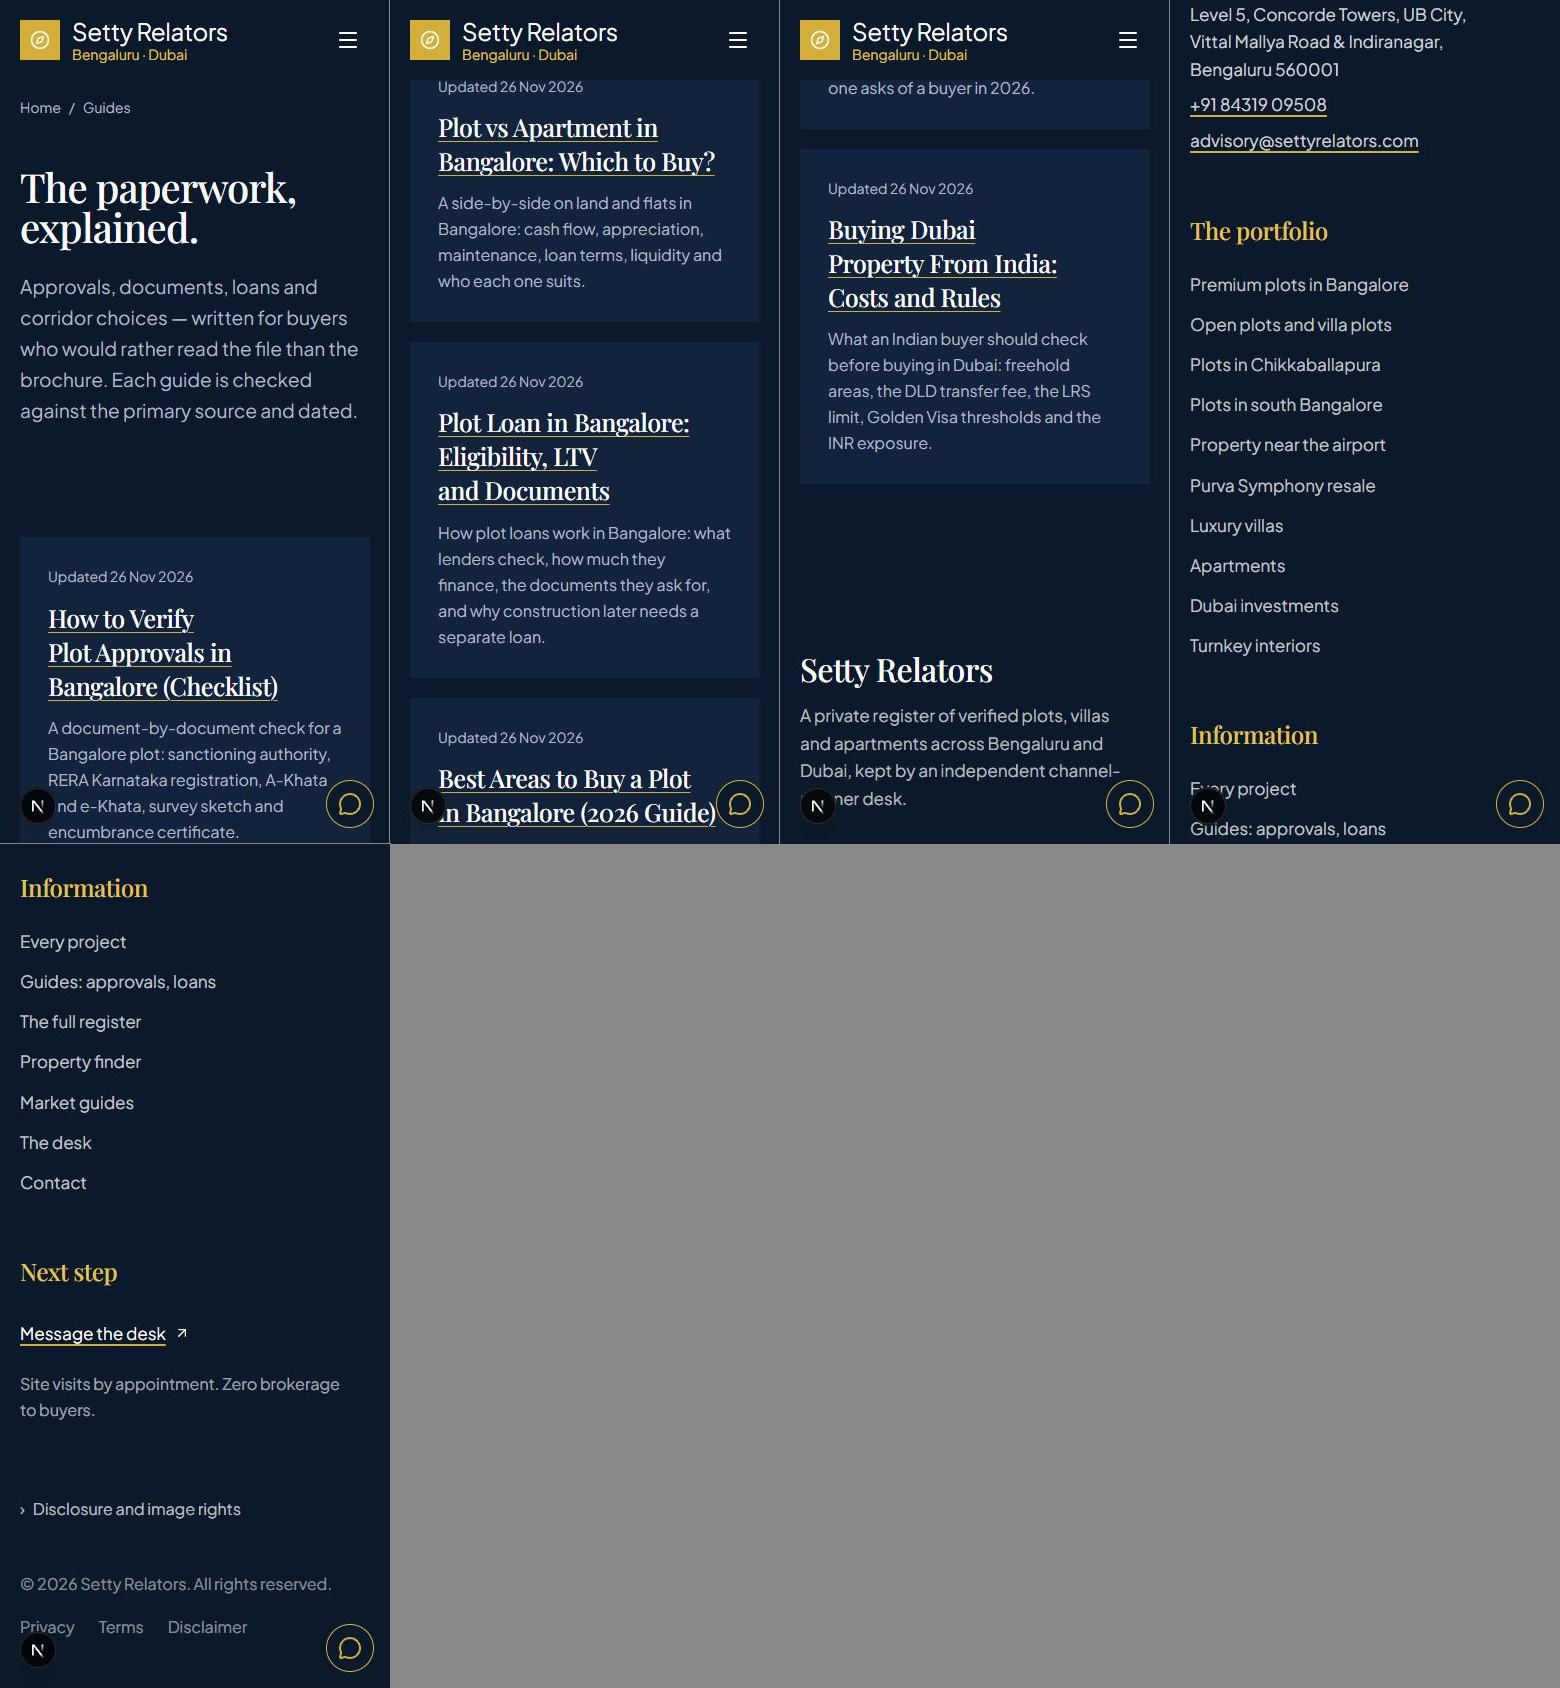 Setty Relators
Bengaluru · Dubai
Home / Guides
The paperwork,
explained.
Approvals, documents, loans and
corridor choices — written for buyers
who would rather read the file than the
brochure. Each guide is checked
against the primary source and dated.
Updated 26 Nov 2026
How to Verify
Plot Approvals in
Bangalore (Checklist)
A document-by-document check for a
Bangalore plot: sanctioning authority,
RERA Karnataka registration, A-Khata
nd e-Khata, survey sketch and
encumbrance certificate.
N
Setty Relators
Bengaluru · Dubai
Updated 26 Nov 2026
Plot vs Apartment in
Bangalore: Which to Buy?
A side-by-side on land and flats in
Bangalore: cash flow, appreciation,
maintenance, loan terms, liquidity and
who each one suits.
Updated 26 Nov 2026
Plot Loan in Bangalore:
Eligibility, LTV
and Documents
How plot loans work in Bangalore: what
lenders check, how much they
finance, the documents they ask for,
and why construction later needs a
separate loan.
Updated 26 Nov 2026
Best Areas to Buy a Plot
in Bangalore (2026 Guide)
N
Setty Relators
Bengaluru · Dubai
one asks of a buyer in 2026.
Updated 26 Nov 2026
Buying Dubai
Property From India:
Costs and Rules
What an Indian buyer should check
before buying in Dubai: freehold
areas, the DLD transfer fee, the LRS
limit, Golden Visa thresholds and the
INR exposure.
Setty Relators
A private register of verified plots, villas
and apartments across Bengaluru and
Dubai, kept by an independent channel-
ner desk.
N
Level 5, Concorde Towers, UB City,
Vittal Mallya Road & Indiranagar,
Bengaluru 560001
+91 84319 09508
advisory@settyrelators.com
The portfolio
Premium plots in Bangalore
Open plots and villa plots
Plots in Chikkaballapura
Plots in south Bangalore
Property near the airport
Purva Symphony resale
Luxury villas
Apartments
Dubai investments
Turnkey interiors
Information
Every project
Guides: approvals, loans
N
Information
Every project
Guides: approvals, loans
The full register
Property finder
Market guides
The desk
Contact
Next step
Message the desk
Site visits by appointment. Zero brokerage
to buyers.
› Disclosure and image rights
© 2026 Setty Relators. All rights reserved.
Privacy Terms Disclaimer
N